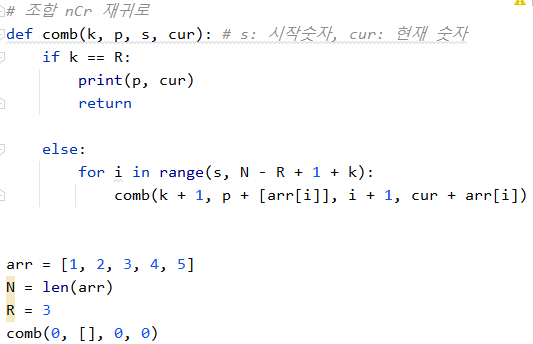 # 조합 nCr 재귀로
def comb(k, p, s, cur): # s: 시작숫자, cur: 현재 숫자
    if k == R:
        print(p, cur)
        return

    else:
        for i in range(s, N - R + 1 + k):
            comb(k + 1, p + [arr[i]], i + 1, cur + arr[i])


arr = [1, 2, 3, 4, 5]
N = len(arr)
R = 3
comb(0, [], 0, 0)